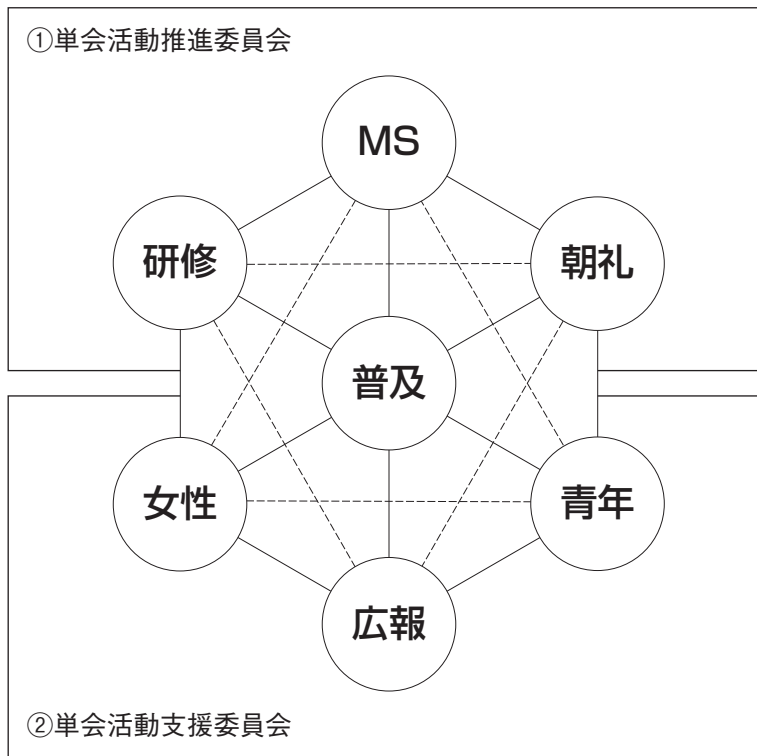 ①単会活動推進委員会
MS
研修
朝礼
普及
女性
青年
広報
②単会活動支援委員会